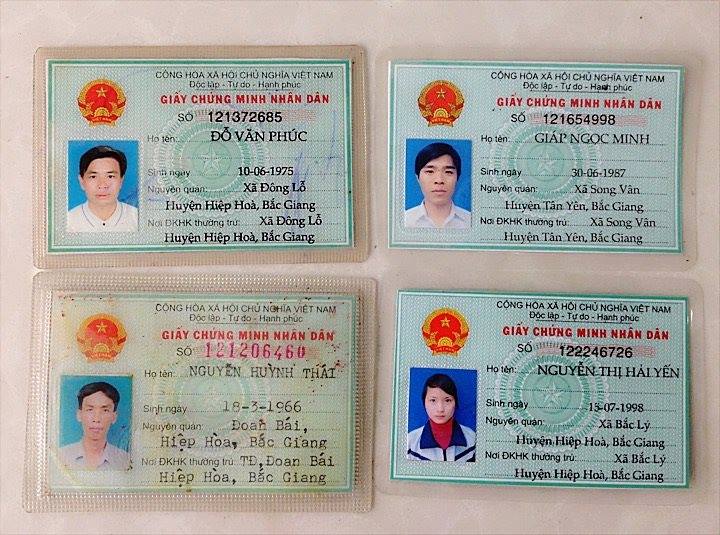 CỘNG HÒA XÃ HỘI CHỦ NGHĨA VIỆT NAM
Độc lập - Tự do - Hạnh phúc
GIẤY CHỨNG MINH NHÂN DÂN
SỐ 121372685
Họ tên: ĐỖ VĂN PHÚC
Sinh ngày 10-06-1975
Nguyên quán: Xã Đông Lỗ
Huyện Hiệp Hoà, Bắc Giang
Nơi ĐKHK thường trú: Xã Đông Lỗ
Huyện Hiệp Hoà, Bắc Giang
CỘNG HÒA XÃ HỘI CHỦ NGHĨA VIỆT NAM
Độc lập - Tự do - Hạnh phúc
GIẤY CHỨNG MINH NHÂN DÂN
SỐ 121654998
Họ tên: GIÁP NGỌC MINH
Sinh ngày 30-06-1987
Nguyên quán: Xã Song Vân
Huyện Tân Yên, Bắc Giang
Nơi ĐKHK thường trú: Xã Song Vân
Huyện Tân Yên, Bắc Giang
CỘNG HÒA XÃ HỘI CHỦ NGHĨA VIỆT NAM
Độc lập - Tự do - Hạnh phúc
GIẤY CHỨNG MINH NHÂN DÂN
SỐ 121206460
Họ tên: NGUYỄN HUỲNH THÁI
Sinh ngày 18-3-1966
Nguyên quán: Đoan Bái,
Hiệp Hòa, Bắc Giang
Nơi ĐKHK thường trú: TD,Đoan Bái
Hiệp Hòa, Bắc Giang
CỘNG HÒA XÃ HỘI CHỦ NGHĨA VIỆT NAM
Độc lập - Tự do - Hạnh phúc
GIẤY CHỨNG MINH NHÂN DÂN
SỐ 122246726
Họ tên: NGUYỄN THỊ HẢI YẾN
Sinh ngày 15-07-1998
Nguyên quán: Xã Bắc Lý
Huyện Hiệp Hoà, Bắc Giang
Nơi ĐKHK thường trú: Xã Bắc Lý
Huyện Hiệp Hoà, Bắc Giang